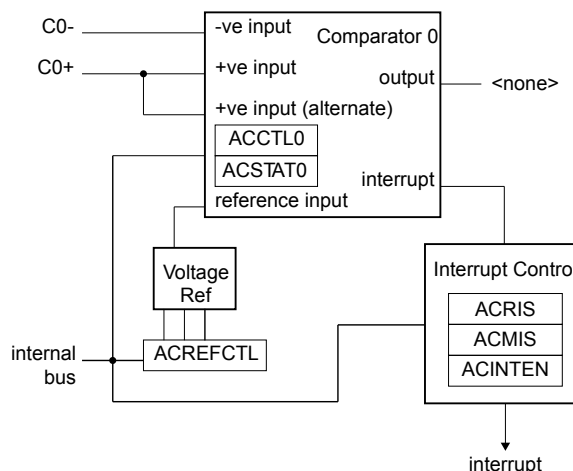 C0-
-ve input
Comparator 0
C0+
+ve input
output
<none>
+ve input (alternate)
ACCTL0
ACSTAT0
interrupt
reference input
Voltage
Ref
Interrupt Control
ACRIS
ACMIS
ACINTEN
internal
bus
ACREFCTL
interrupt